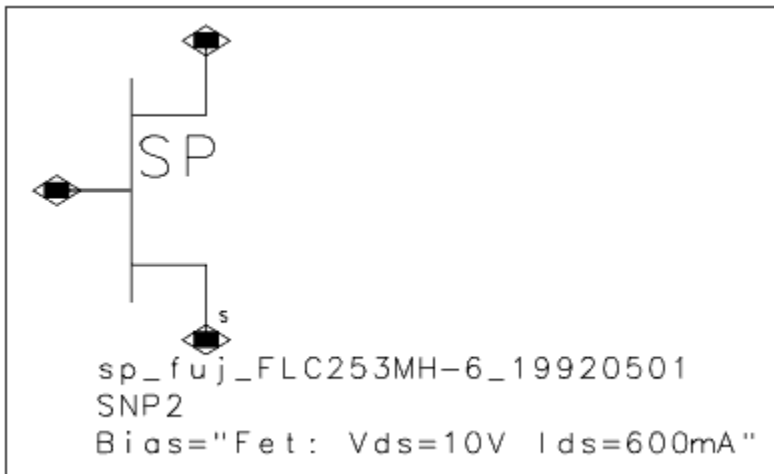 SP
s
sp_fuj_FLC253MH-6_19920501
SNP2
Bias="Fet: Vds=10V Ids=600mA"